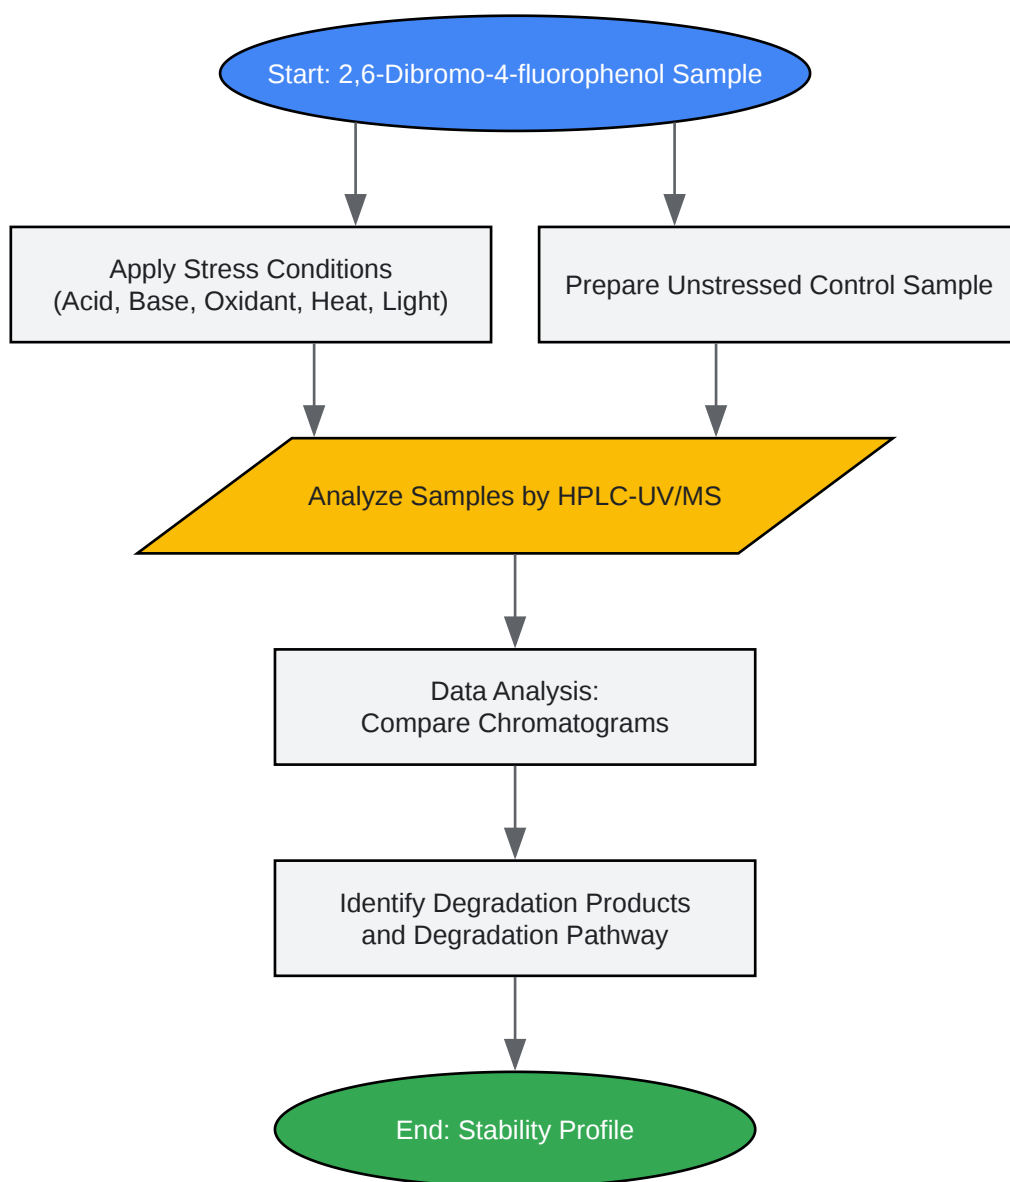 Start: 2,6-Dibromo-4-fluorophenol Sample
Apply Stress Conditions
(Acid, Base, Oxidant, Heat, Light)
Prepare Unstressed Control Sample
Analyze Samples by HPLC-UV/MS
Data Analysis:
Compare Chromatograms
Identify Degradation Products
and Degradation Pathway
End: Stability Profile